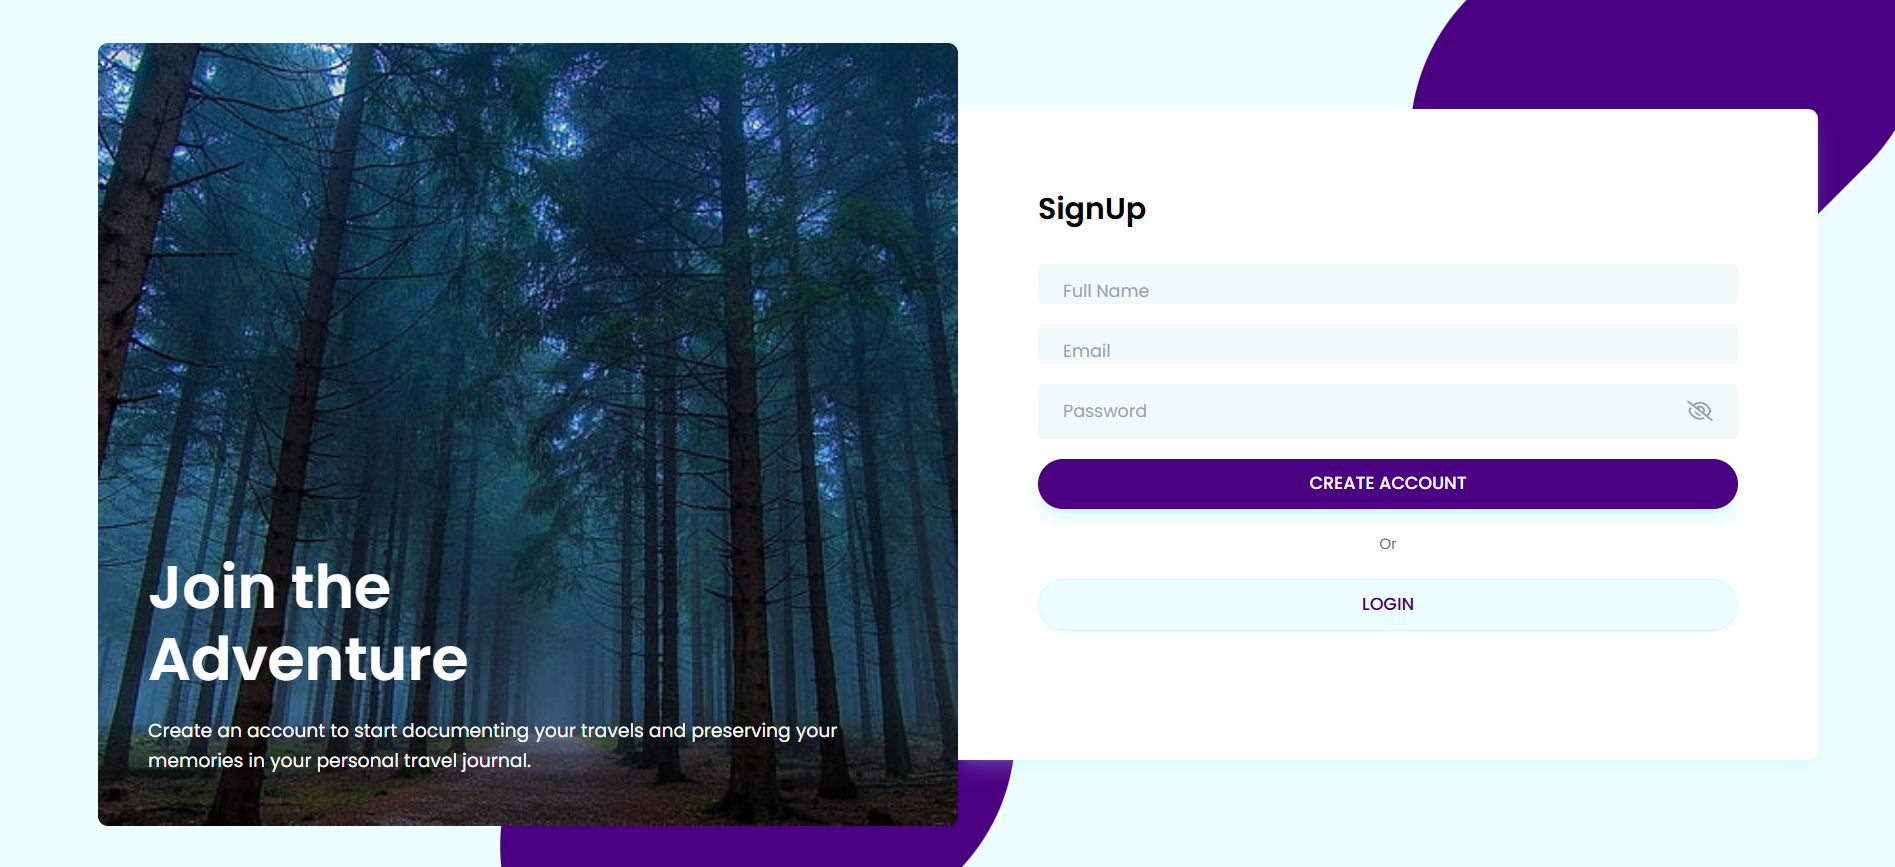 Join the
Adventure
Create an account to start documenting your travels and preserving your
memories in your personal travel journal.
SignUp
Full Name
Email
Password
CREATE ACCOUNT
Or
LOGIN